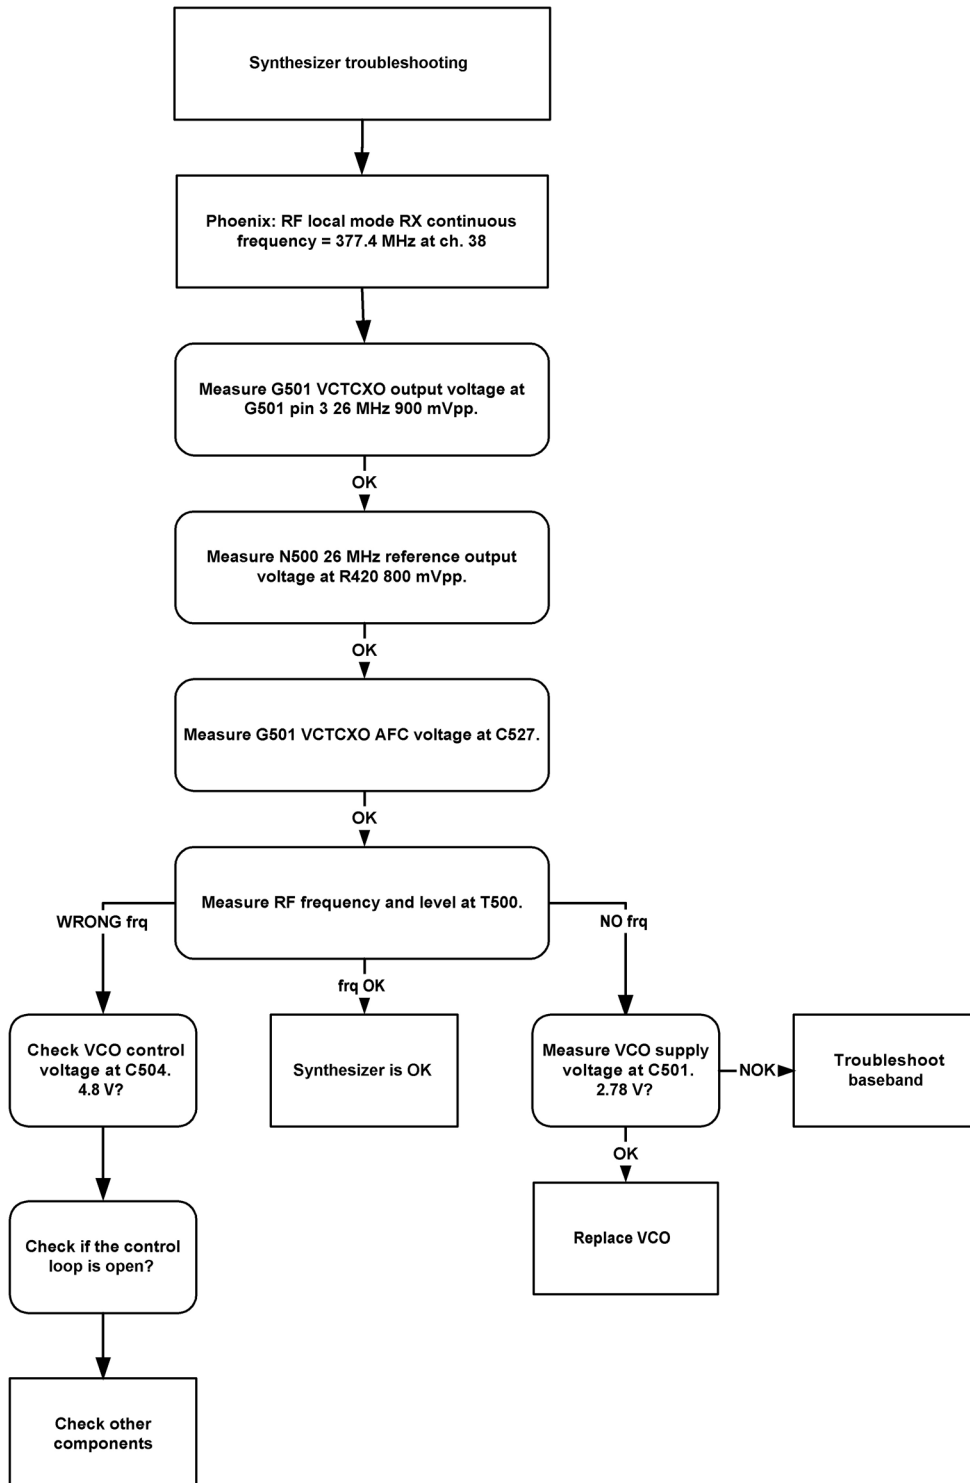 Synthesizer troubleshooting
Phoenix: RF local mode RX continuous
frequency = 377.4 MHz at ch. 38
Measure G501 VCTCXO output voltage at
G501 pin 3 26 MHz 900 mVpp.
OK
Measure N500 26 MHz reference output
voltage at R420 800 mVpp.
OK
Measure G501 VCTCXO AFC voltage at C527.
OK
Measure RF frequency and level at T500.
WRONG frq
NO frq
frq OK
Check VCO control
voltage at C504.
4.8 V?
Synthesizer is OK
Measure VCO supply
voltage at C501.
2.78 V?
NOK
Troubleshoot
baseband
OK
Replace VCO
Check if the control
loop is open?
Check other
components